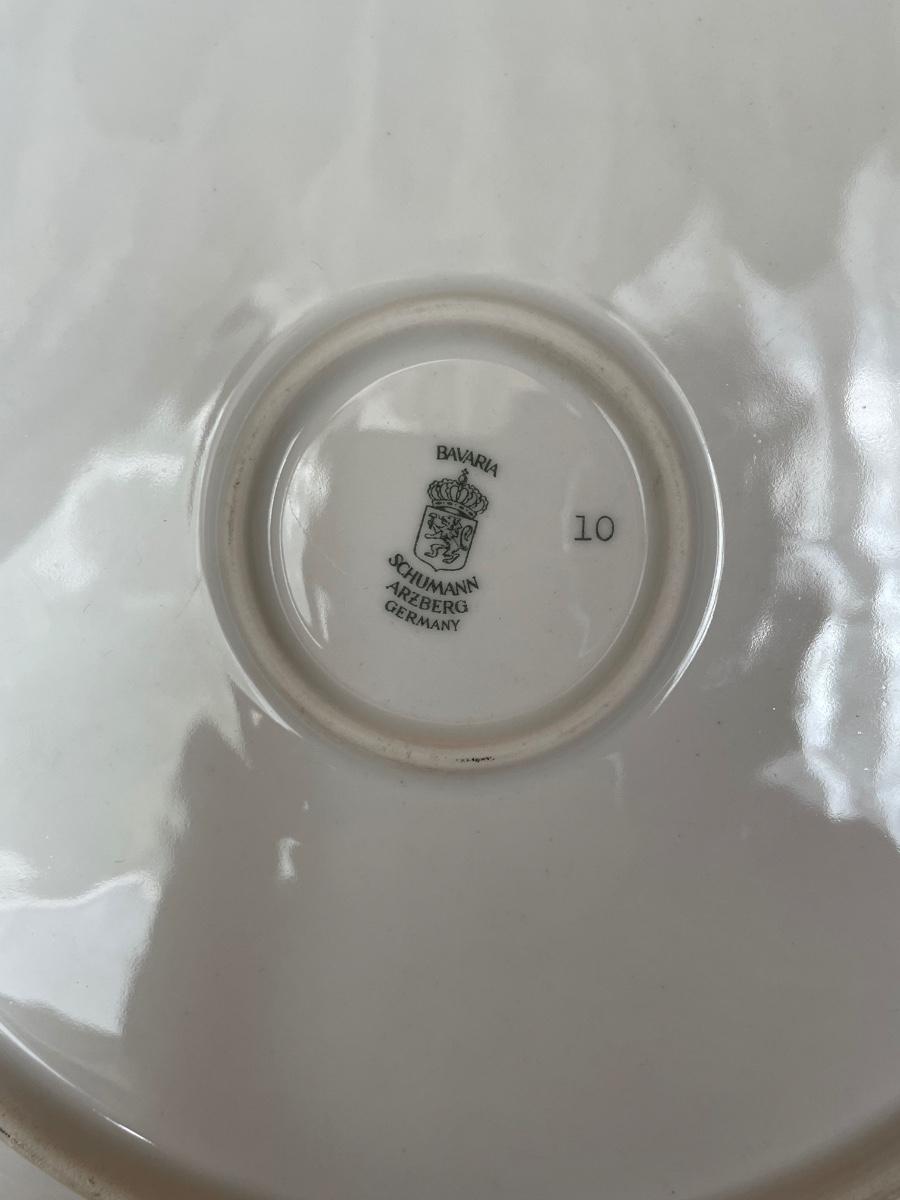 BAVARIA
SCHUMANN
ARZBERG
GERMANY
10